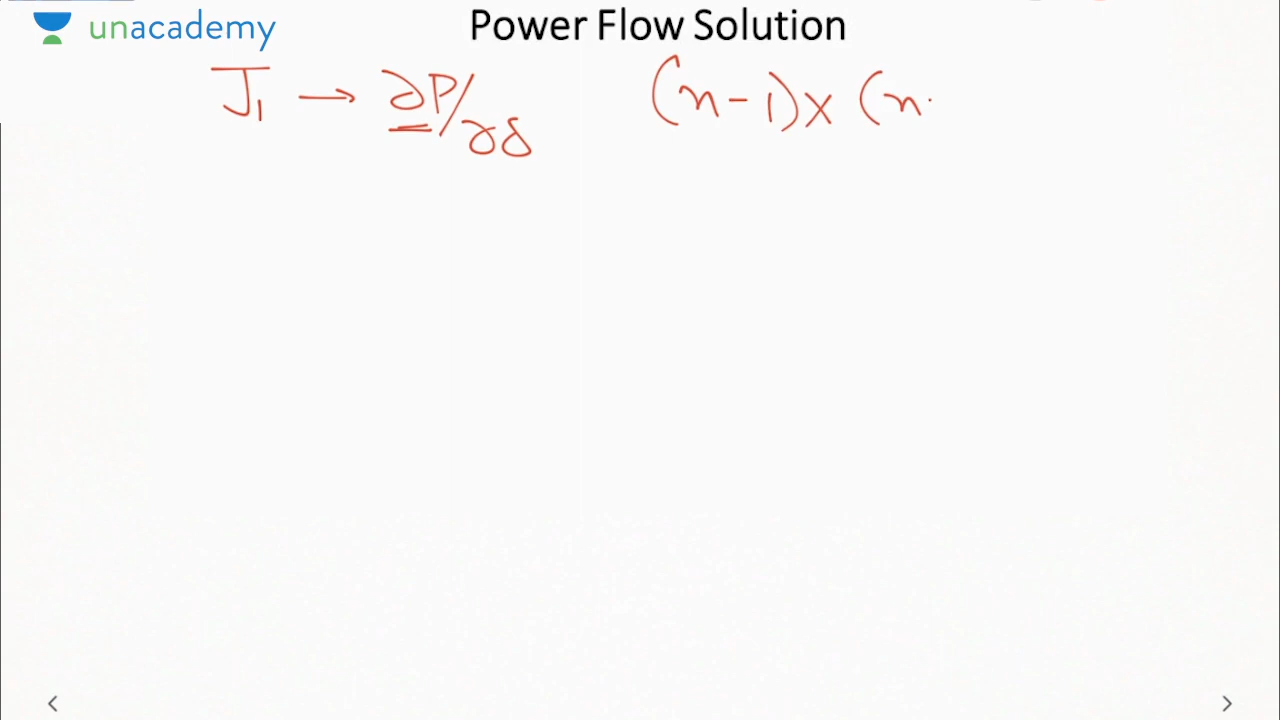 unacademy
Power Flow Solution
J₁ → ∂P/∂δ (n-1)x (n-